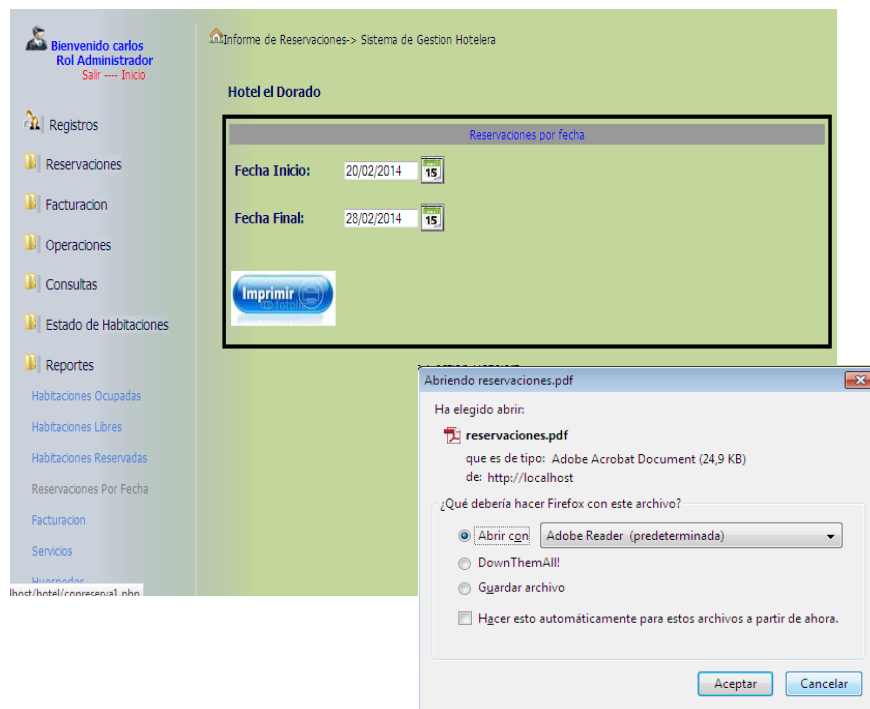 Bienvenido carlos
Rol Administrador
Salir ---- Inicio
Registros
Reservaciones
Facturacion
Operaciones
Consultas
Estado de Habitaciones
Reportes
Habitaciones Ocupadas
Habitaciones Libres
Habitaciones Reservadas
Reservaciones Por Fecha
Facturacion
Servicios
lhost/hotel/conreserva1.php
Informe de Reservaciones-> Sistema de Gestion Hotelera
Hotel el Dorado
Reservaciones por fecha
Fecha Inicio: 20/02/2014 15
Fecha Final: 28/02/2014 15
Imprimir
Abriendo reservaciones.pdf
Ha elegido abrir:
reservaciones.pdf
que es de tipo: Adobe Acrobat Document (24,9 KB)
de: http://localhost
¿Qué debería hacer Firefox con este archivo?
Abrir con Adobe Reader (predeterminada)
DownThemAll!
Guardar archivo
Hacer esto automáticamente para estos archivos a partir de ahora.
Aceptar Cancelar